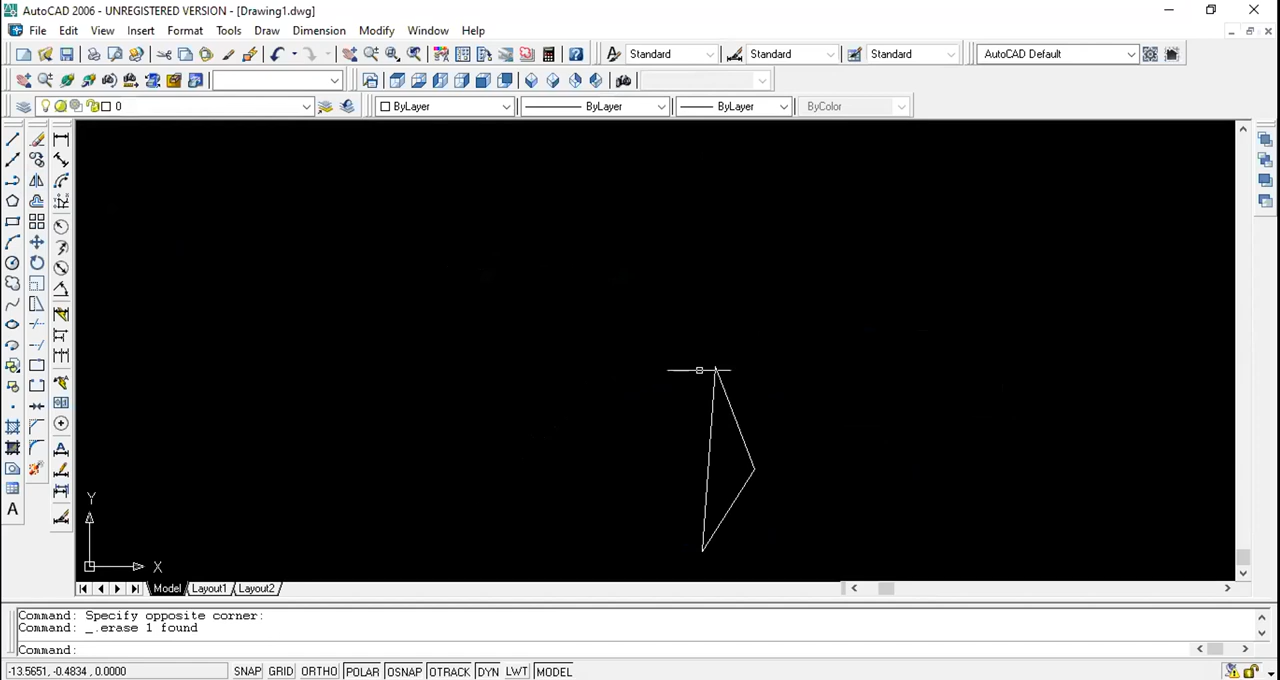 AutoCAD 2006 - UNREGISTERED VERSION - [Drawing1.dwg]
File Edit View Insert Format Tools Draw Dimension Modify Window Help
Standard Standard Standard AutoCAD Default
0 ByLayer ByLayer ByLayer ByColor
A
A
Y
X
Model Layout1 Layout2
Command: Specify opposite corner:
Command: _.erase 1 found
Command:
-13.5651, -0.4834 , 0.0000 SNAP GRID ORTHO POLAR OSNAP OTRACK DYN LWT MODEL